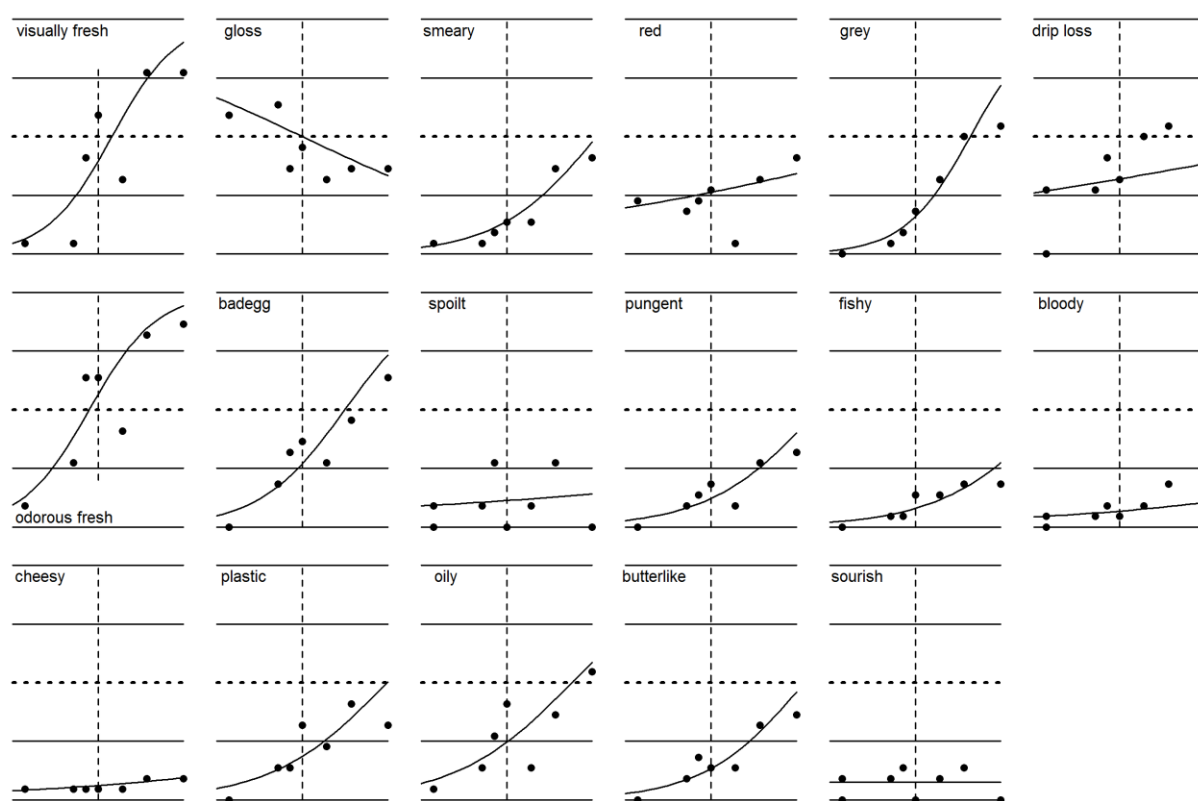 visually fresh
gloss
smeary
red
grey
drip loss
badegg
spoilt
pungent
fishy
bloody
odorous fresh
cheesy
plastic
oily
butterlike
sourish